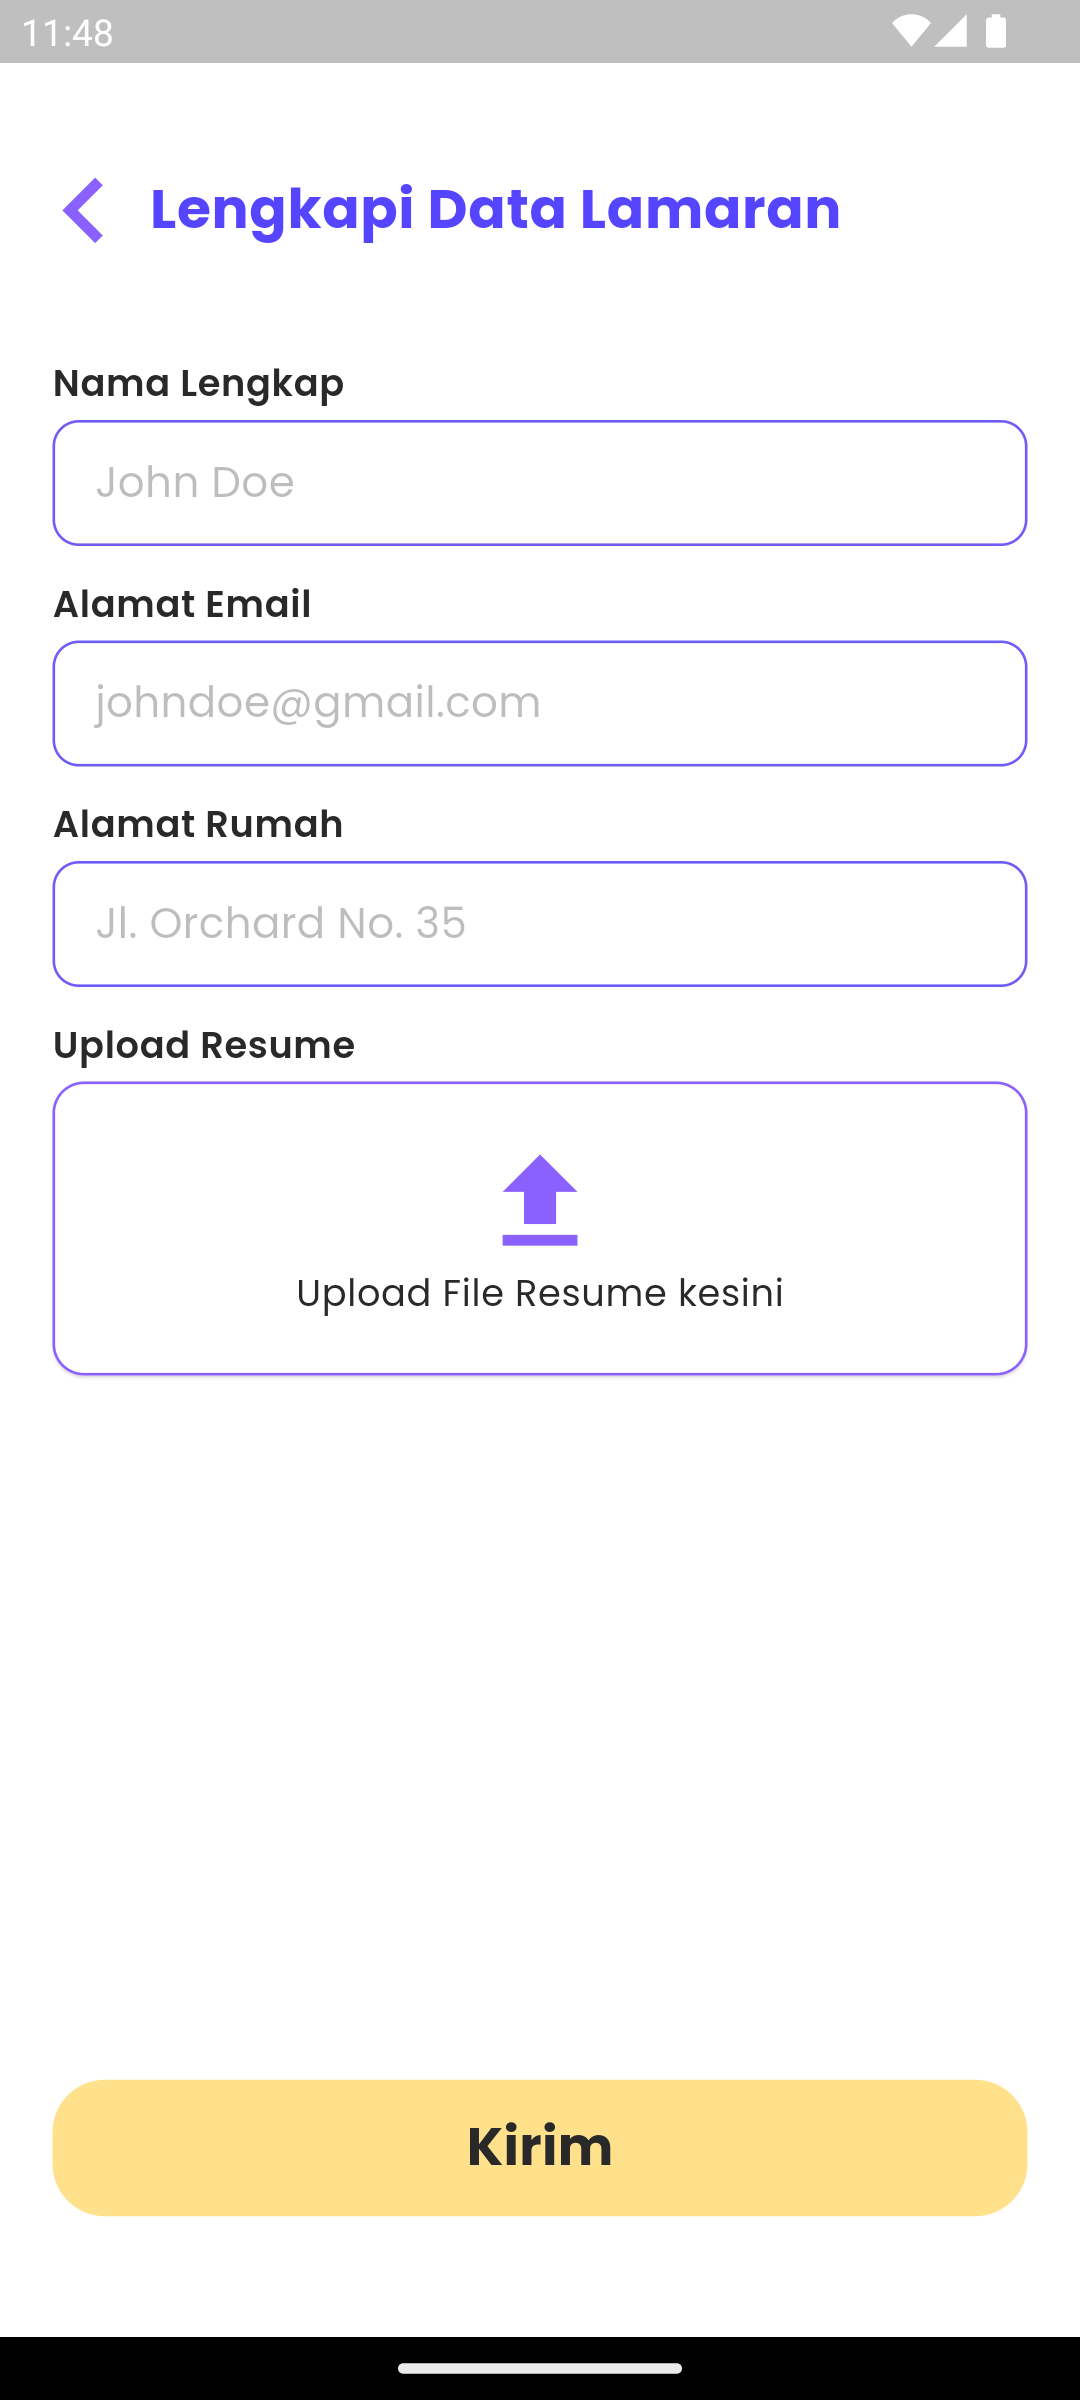 11:48
Lengkapi Data Lamaran
Nama Lengkap
John Doe
Alamat Email
johndoe@gmail.com
Alamat Rumah
Jl. Orchard No. 35
Upload Resume
Upload File Resume kesini
Kirim